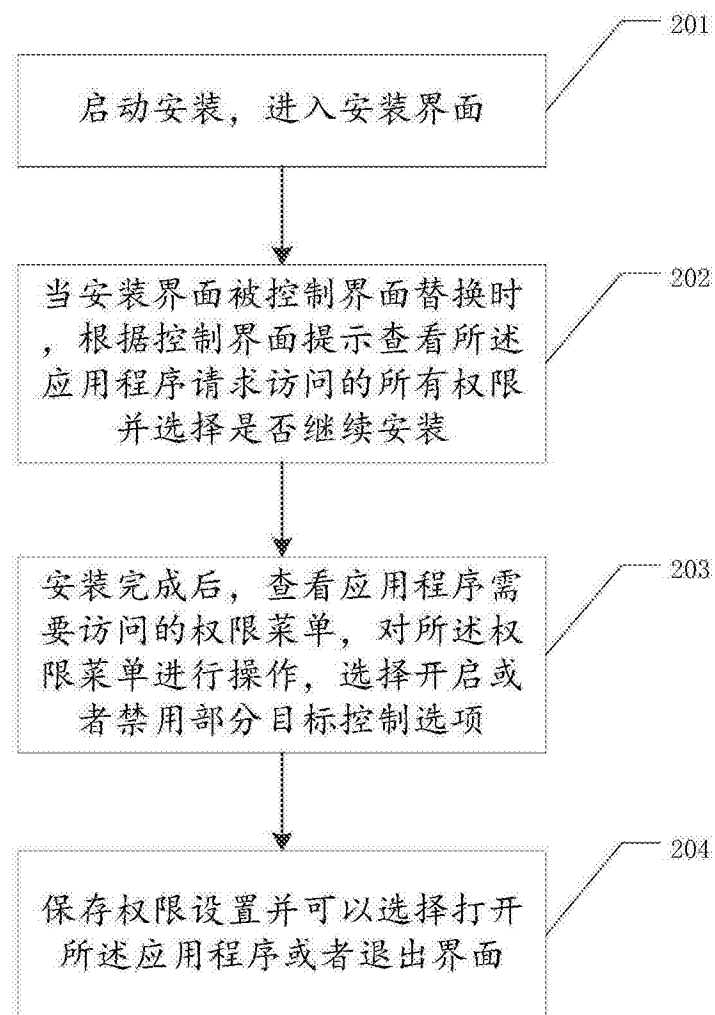 201
启动安装，进入安装界面
202
当安装界面被控制界面替换时
，根据控制界面提示查看所述
应用程序请求访问的所有权限
并选择是否继续安装
203
安装完成后，查看应用程序需
要访问的权限菜单，对所述权
限菜单进行操作，选择开启或
者禁用部分目标控制选项
204
保存权限设置并可以选择打开
所述应用程序或者退出界面